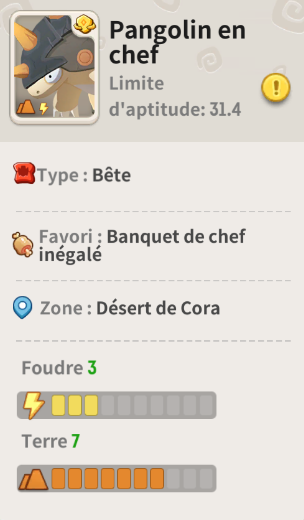 Pangolin en
chef
Limite
d'aptitude: 31.4
!
Type : Bête
Favori : Banquet de chef
inégalé
Zone : Désert de Cora
Foudre 3
Terre 7